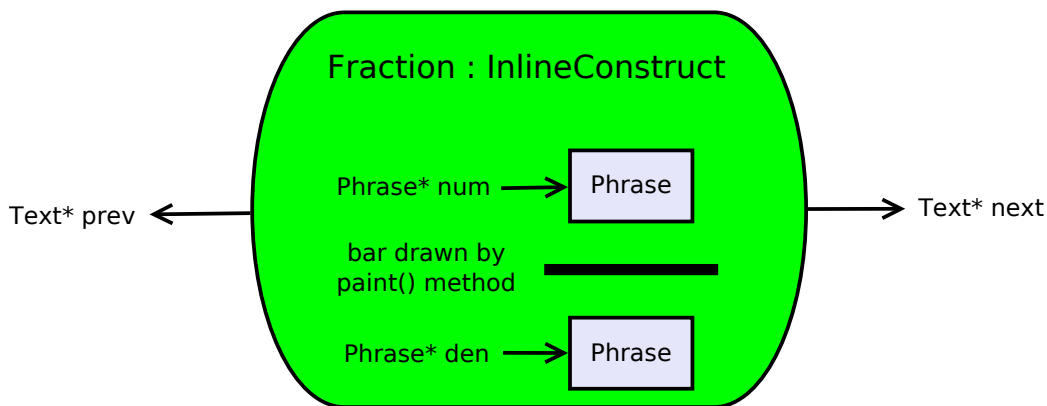 Fraction : InlineConstruct
Phrase* num
Phrase
Text* prev
Text* next
bar drawn by
paint() method
Phrase* den
Phrase